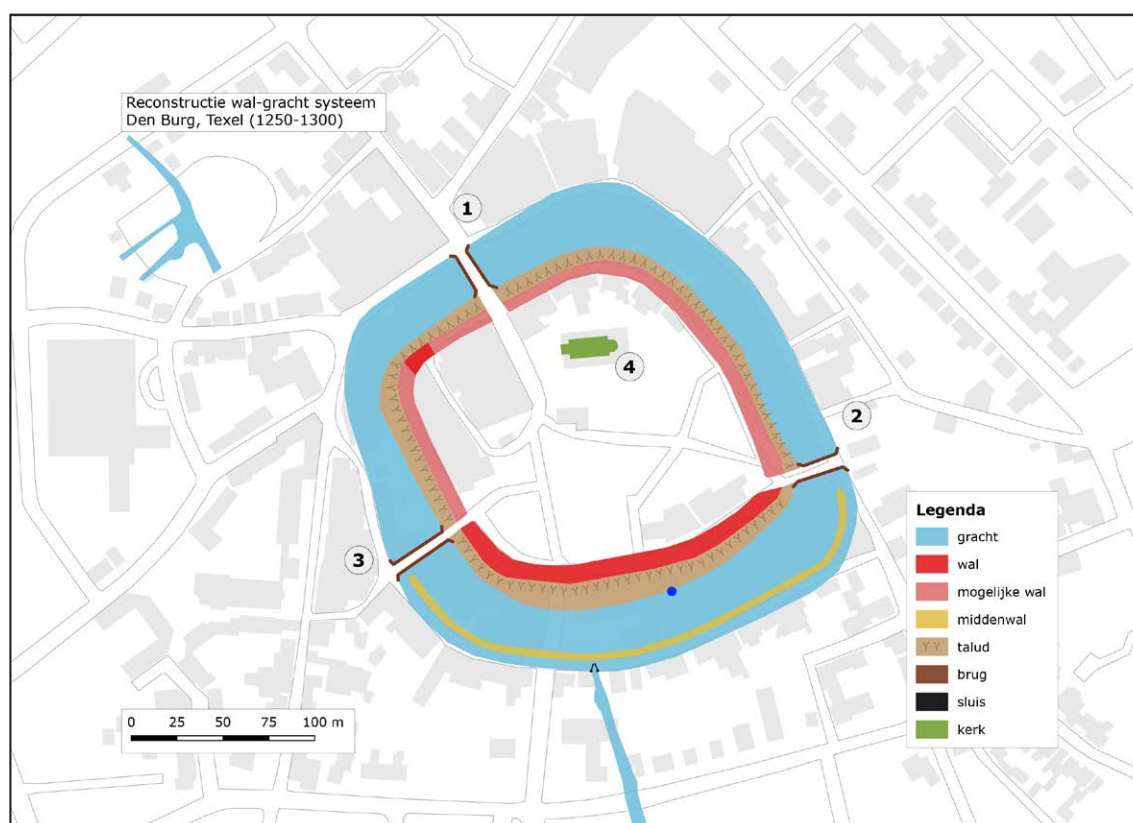 Reconstructie wal-gracht systeem
Den Burg, Texel (1250-1300)
1
4
2
3
Legenda
gracht
wal
mogelijke wal
middenwal
talud
brug
sluis
kerk
0 25 50 75 100 m